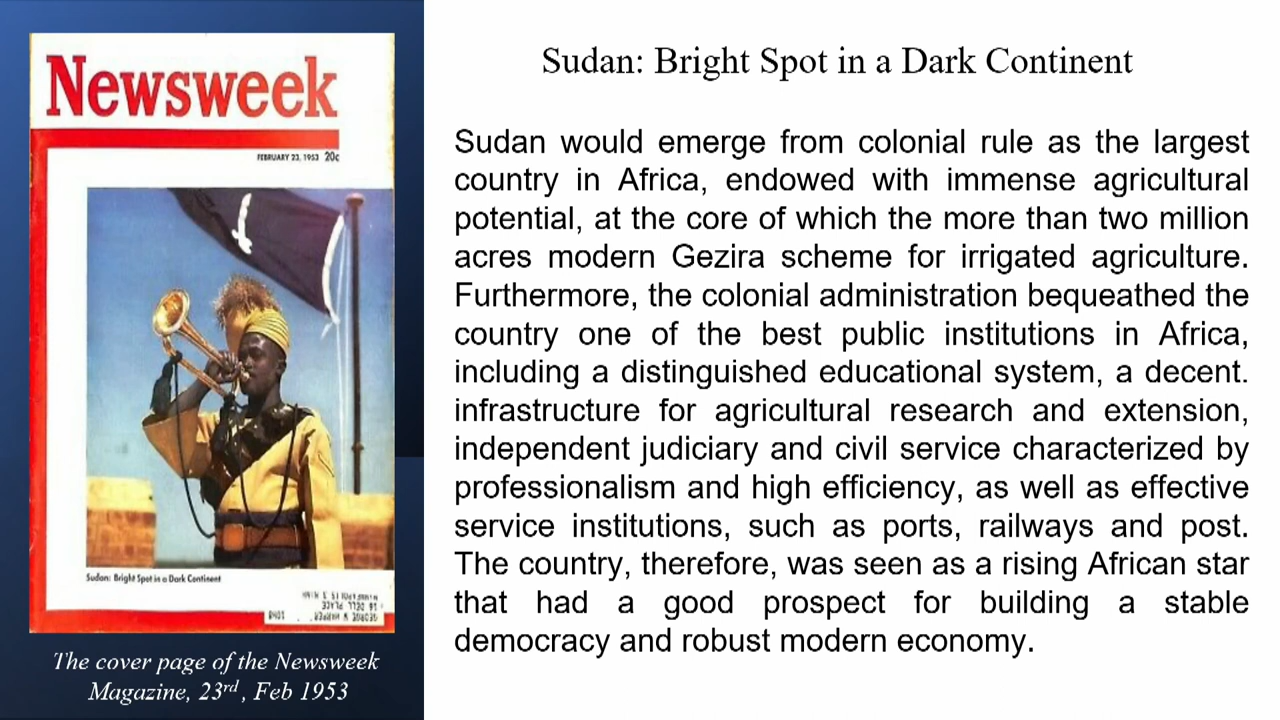 Newsweek
FEBRUARY 23, 1953 20c
Sudan: Bright Spot in a Dark Continent
The cover page of the Newsweek
Magazine, 23rd , Feb 1953
Sudan: Bright Spot in a Dark Continent
Sudan would emerge from colonial rule as the largest
country in Africa, endowed with immense agricultural
potential, at the core of which the more than two million
acres modern Gezira scheme for irrigated agriculture.
Furthermore, the colonial administration bequeathed the
country one of the best public institutions in Africa,
including a distinguished educational system, a decent.
infrastructure for agricultural research and extension,
independent judiciary and civil service characterized by
professionalism and high efficiency, as well as effective
service institutions, such as ports, railways and post.
The country, therefore, was seen as a rising African star
that had a good prospect for building a stable
democracy and robust modern economy.